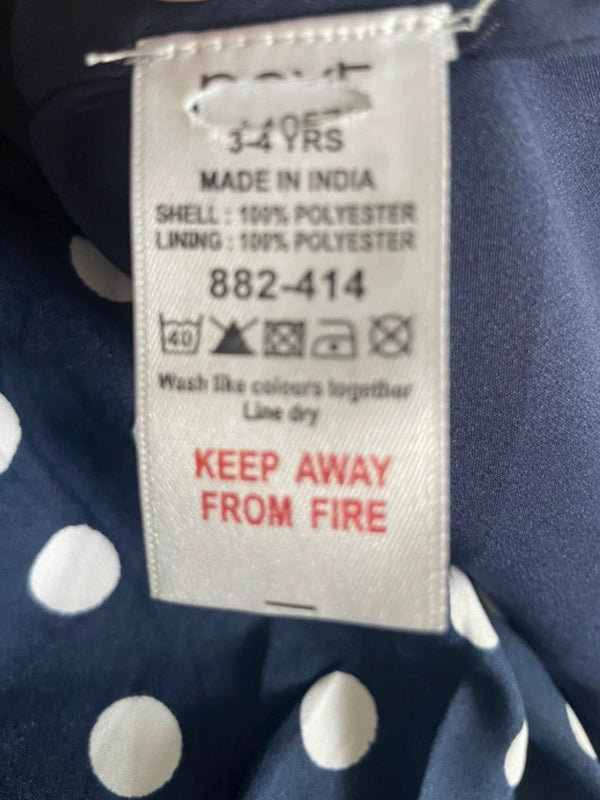 3-4 YRS
MADE IN INDIA
SHELL : 100% POLYESTER
LINING : 100% POLYESTER
882-414
40
Wash like colours together
Line dry
KEEP AWAY
FROM FIRE